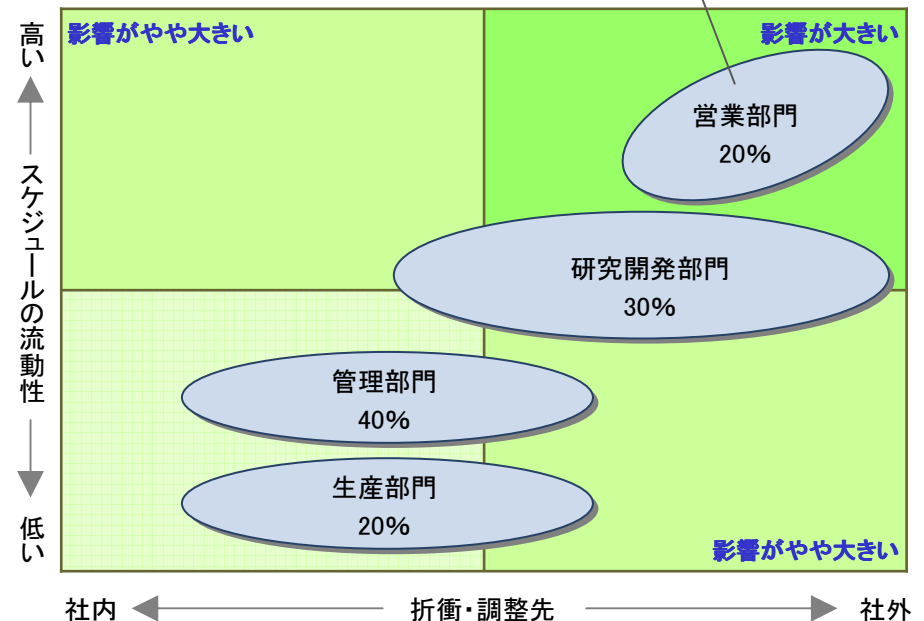 高い
影響がやや大きい
影響が大きい
営業部門
20%
スケジュールの流動性
研究開発部門
30%
管理部門
40%
生産部門
20%
低い
影響がやや大きい
社内
折衝・調整先
社外